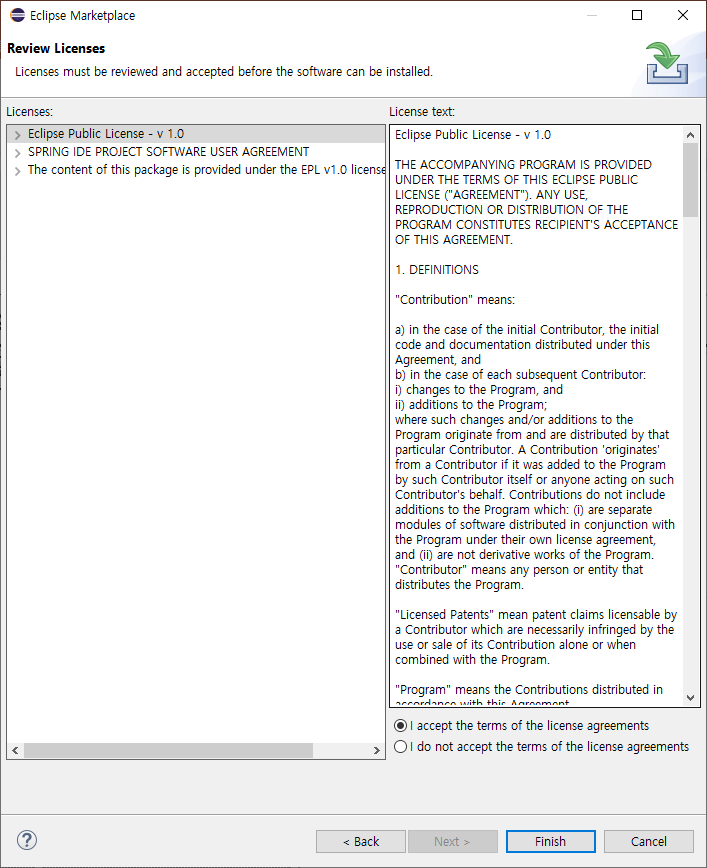 Eclipse Marketplace
Review Licenses
Licenses must be reviewed and accepted before the software can be installed.
Licenses:
Eclipse Public License - v 1.0
SPRING IDE PROJECT SOFTWARE USER AGREEMENT
The content of this package is provided under the EPL v1.0 license
License text:
Eclipse Public License - v 1.0
THE ACCOMPANYING PROGRAM IS PROVIDED
UNDER THE TERMS OF THIS ECLIPSE PUBLIC
LICENSE ("AGREEMENT"). ANY USE,
REPRODUCTION OR DISTRIBUTION OF THE
PROGRAM CONSTITUTES RECIPIENT'S ACCEPTANCE
OF THIS AGREEMENT.
1. DEFINITIONS
"Contribution" means:
a) in the case of the initial Contributor, the initial
code and documentation distributed under this
Agreement, and
b) in the case of each subsequent Contributor:
i) changes to the Program, and
ii) additions to the Program;
where such changes and/or additions to the
Program originate from and are distributed by that
particular Contributor. A Contribution 'originates'
from a Contributor if it was added to the Program
by such Contributor itself or anyone acting on such
Contributor's behalf. Contributions do not include
additions to the Program which: (i) are separate
modules of software distributed in conjunction with
the Program under their own license agreement,
and (ii) are not derivative works of the Program.
"Contributor" means any person or entity that
distributes the Program.
"Licensed Patents" mean patent claims licensable by
a Contributor which are necessarily infringed by the
use or sale of its Contribution alone or when
combined with the Program.
"Program" means the Contributions distributed in
accordance with this Agreement.
I accept the terms of the license agreements
I do not accept the terms of the license agreements
< Back
Next >
Finish
Cancel